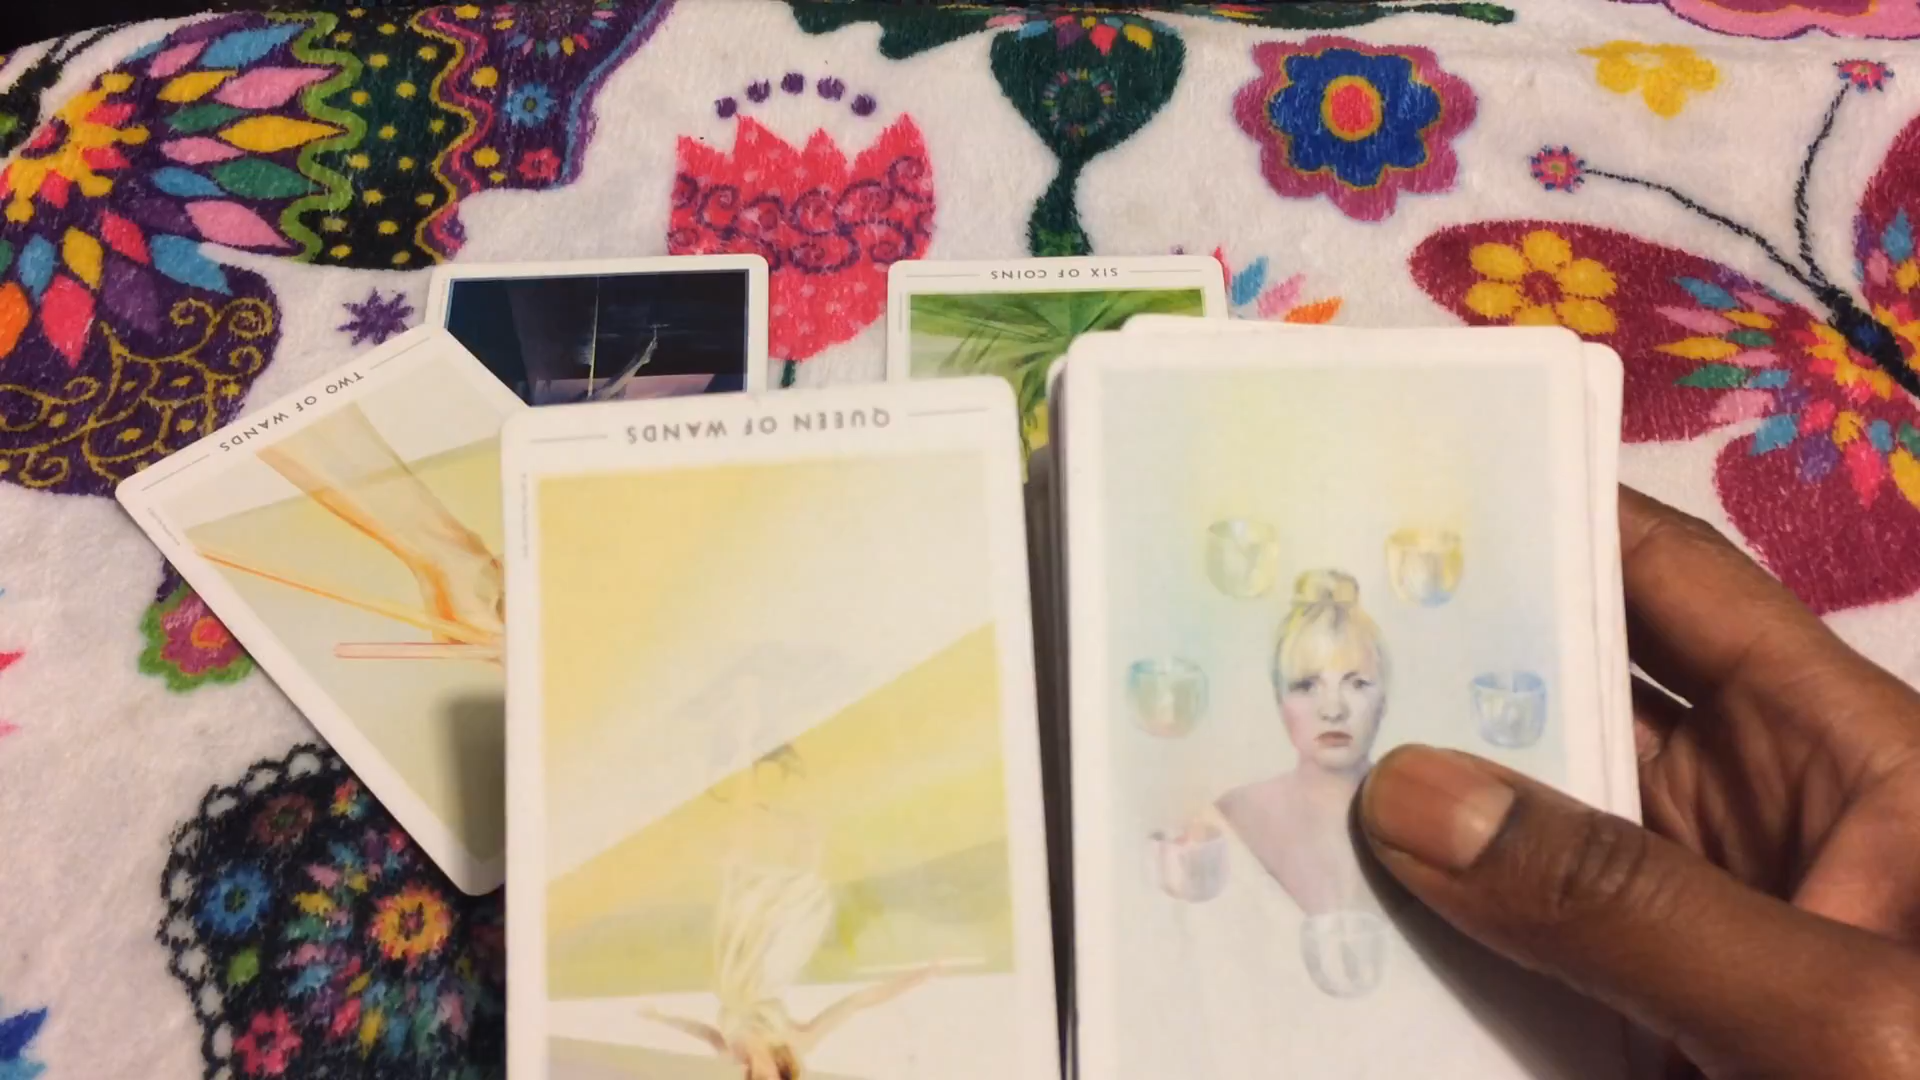 SIX OF COINS
TWO OF WANDS
QUEEN OF WANDS